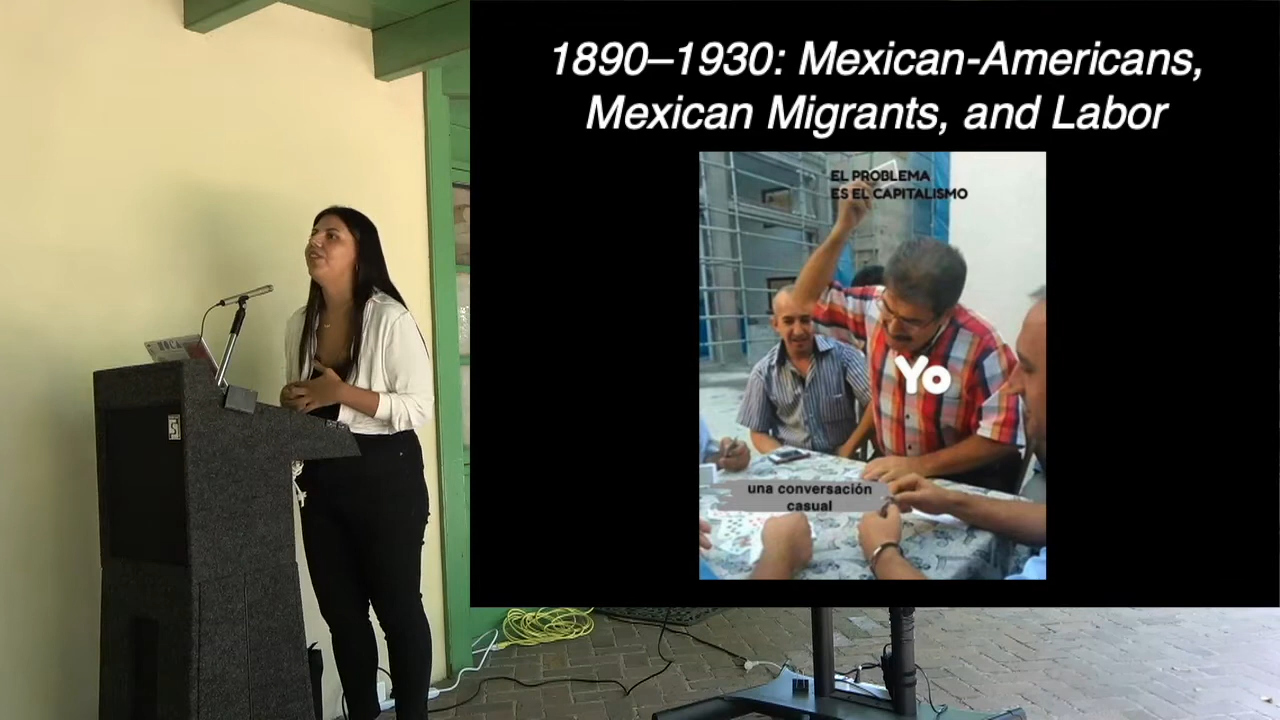 1890–1930: Mexican-Americans,
Mexican Migrants, and Labor
EL PROBLEMA
ES EL CAPITALISMO
Yo
una conversación
casual